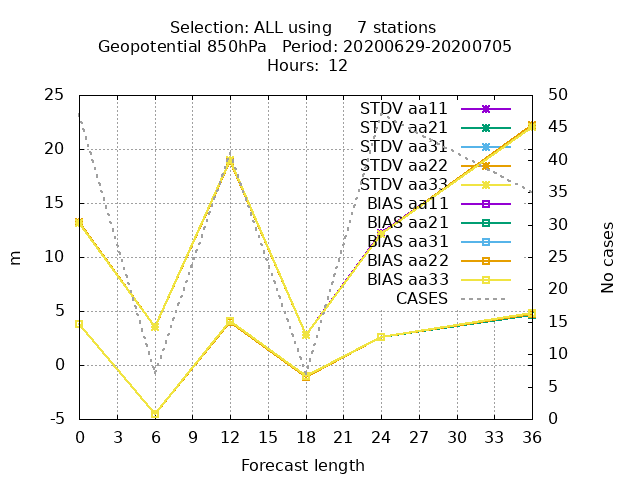 Selection: ALL using 7 stations
Geopotential 850hPa Period: 20200629-20200705
Hours: 12
25
20
15
10
5
0
-5
m
50
45
40
35
30
25
20
15
10
5
0
No cases
STDV aa11
STDV aa21
STDV aa31
STDV aa22
STDV aa33
BIAS aa11
BIAS aa21
BIAS aa31
BIAS aa22
BIAS aa33
CASES
0 3 6 9 12 15 18 21 24 27 30 33 36
Forecast length